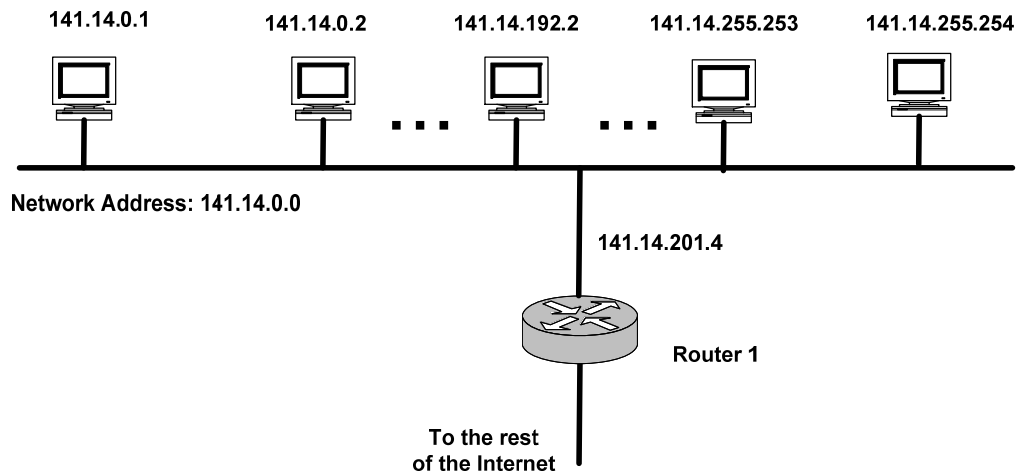 141.14.0.1
141.14.0.2
141.14.192.2
141.14.255.253
141.14.255.254
Network Address: 141.14.0.0
141.14.201.4
Router 1
To the rest
of the Internet